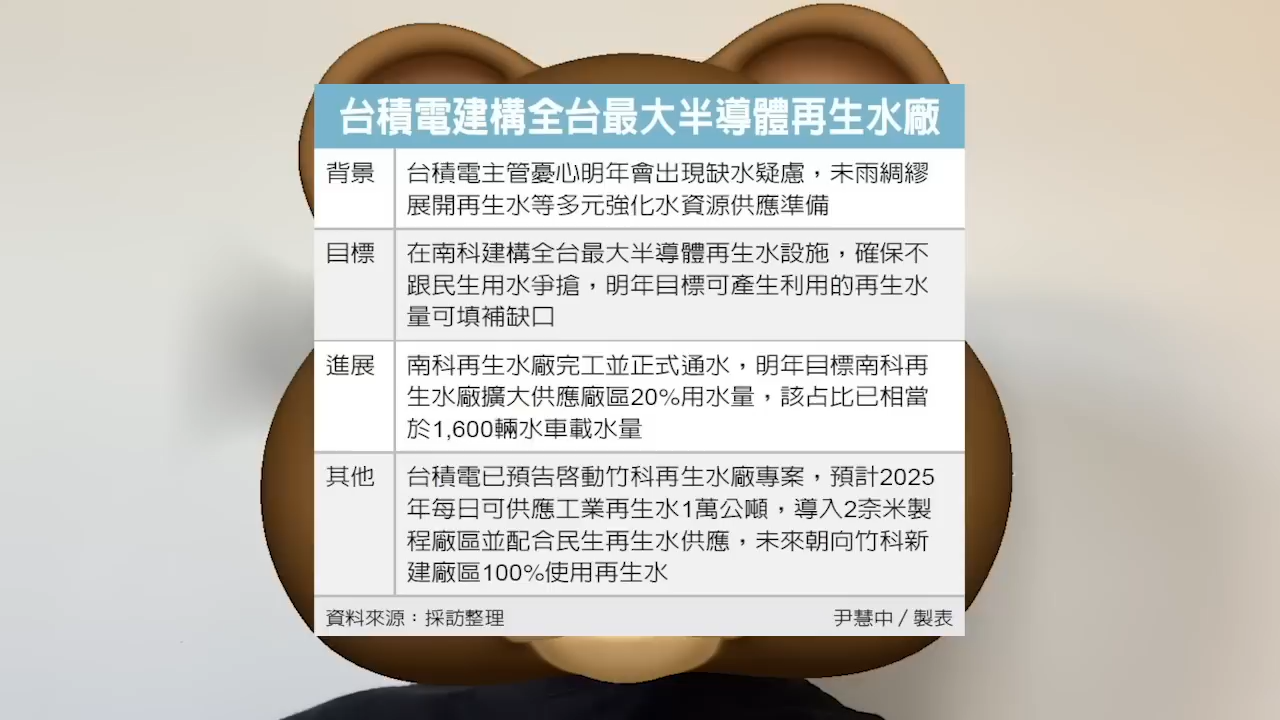 台積電建構全台最大半導體再生水廠
背景
台積電主管憂心明年會出現缺水疑慮，未雨綢繆
展開再生水等多元強化水資源供應準備
目標
在南科建構全台最大半導體再生水設施，確保不
跟民生用水爭搶，明年目標可產生利用的再生水
量可填補缺口
進展
南科再生水廠完工並正式通水，明年目標南科再
生水廠擴大供應廠區20%用水量，該占比已相當
於1,600輛水車載水量
其他
台積電已預告啓動竹科再生水廠專案，預計2025
年每日可供應工業再生水1萬公噸，導入2奈米製
程廠區並配合民生再生水供應，未來朝向竹科新
建廠區100%使用再生水
資料來源：採訪整理
尹慧中／製表